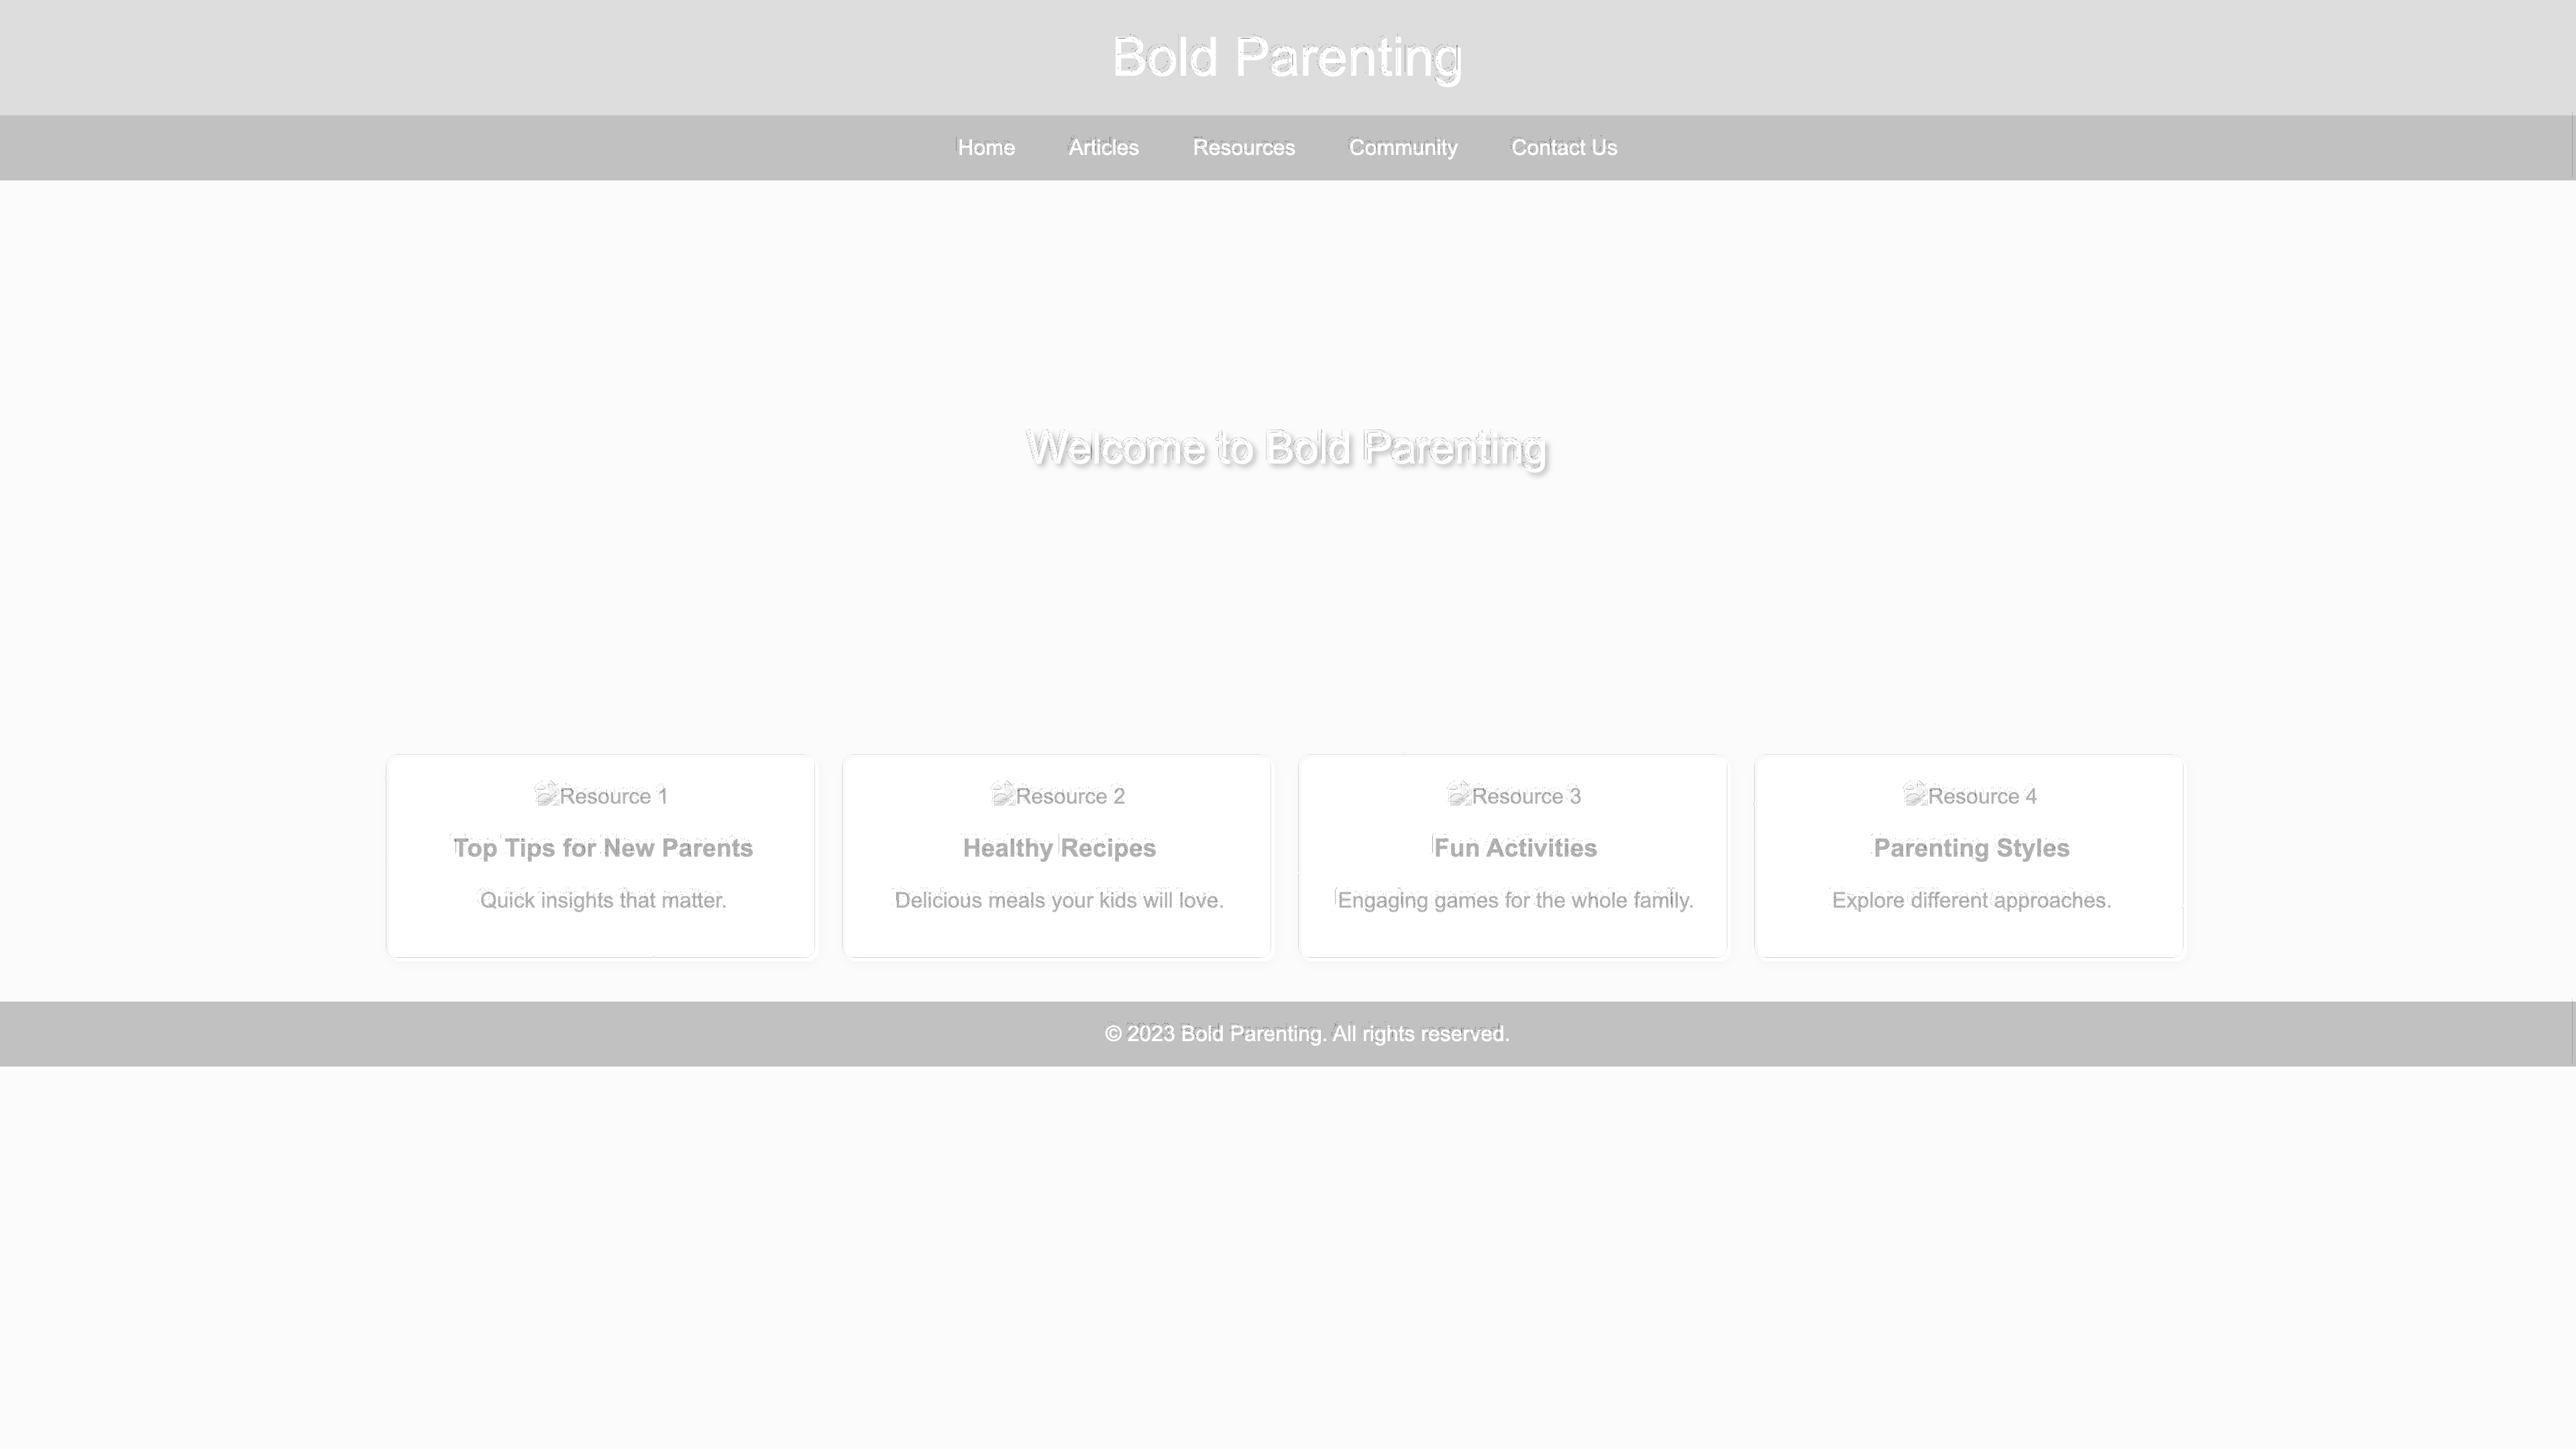 Bold Parenting
Home Articles Resources Community Contact Us
Welcome to Bold Parenting
Resource 1
Top Tips for New Parents
Quick insights that matter.
Resource 2
Healthy Recipes
Delicious meals your kids will love.
Resource 3
Fun Activities
Engaging games for the whole family.
Resource 4
Parenting Styles
Explore different approaches.
© 2023 Bold Parenting. All rights reserved.